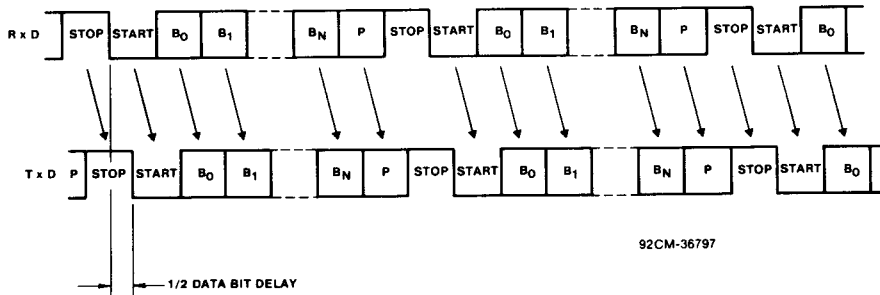 R x D STOP START B0 B1 BN P STOP START B0 B1 BN P STOP START B0
T x D P STOP START B0 B1 BN P STOP START B0 B1 BN P STOP START B0
92CM-36797
1/2 DATA BIT DELAY